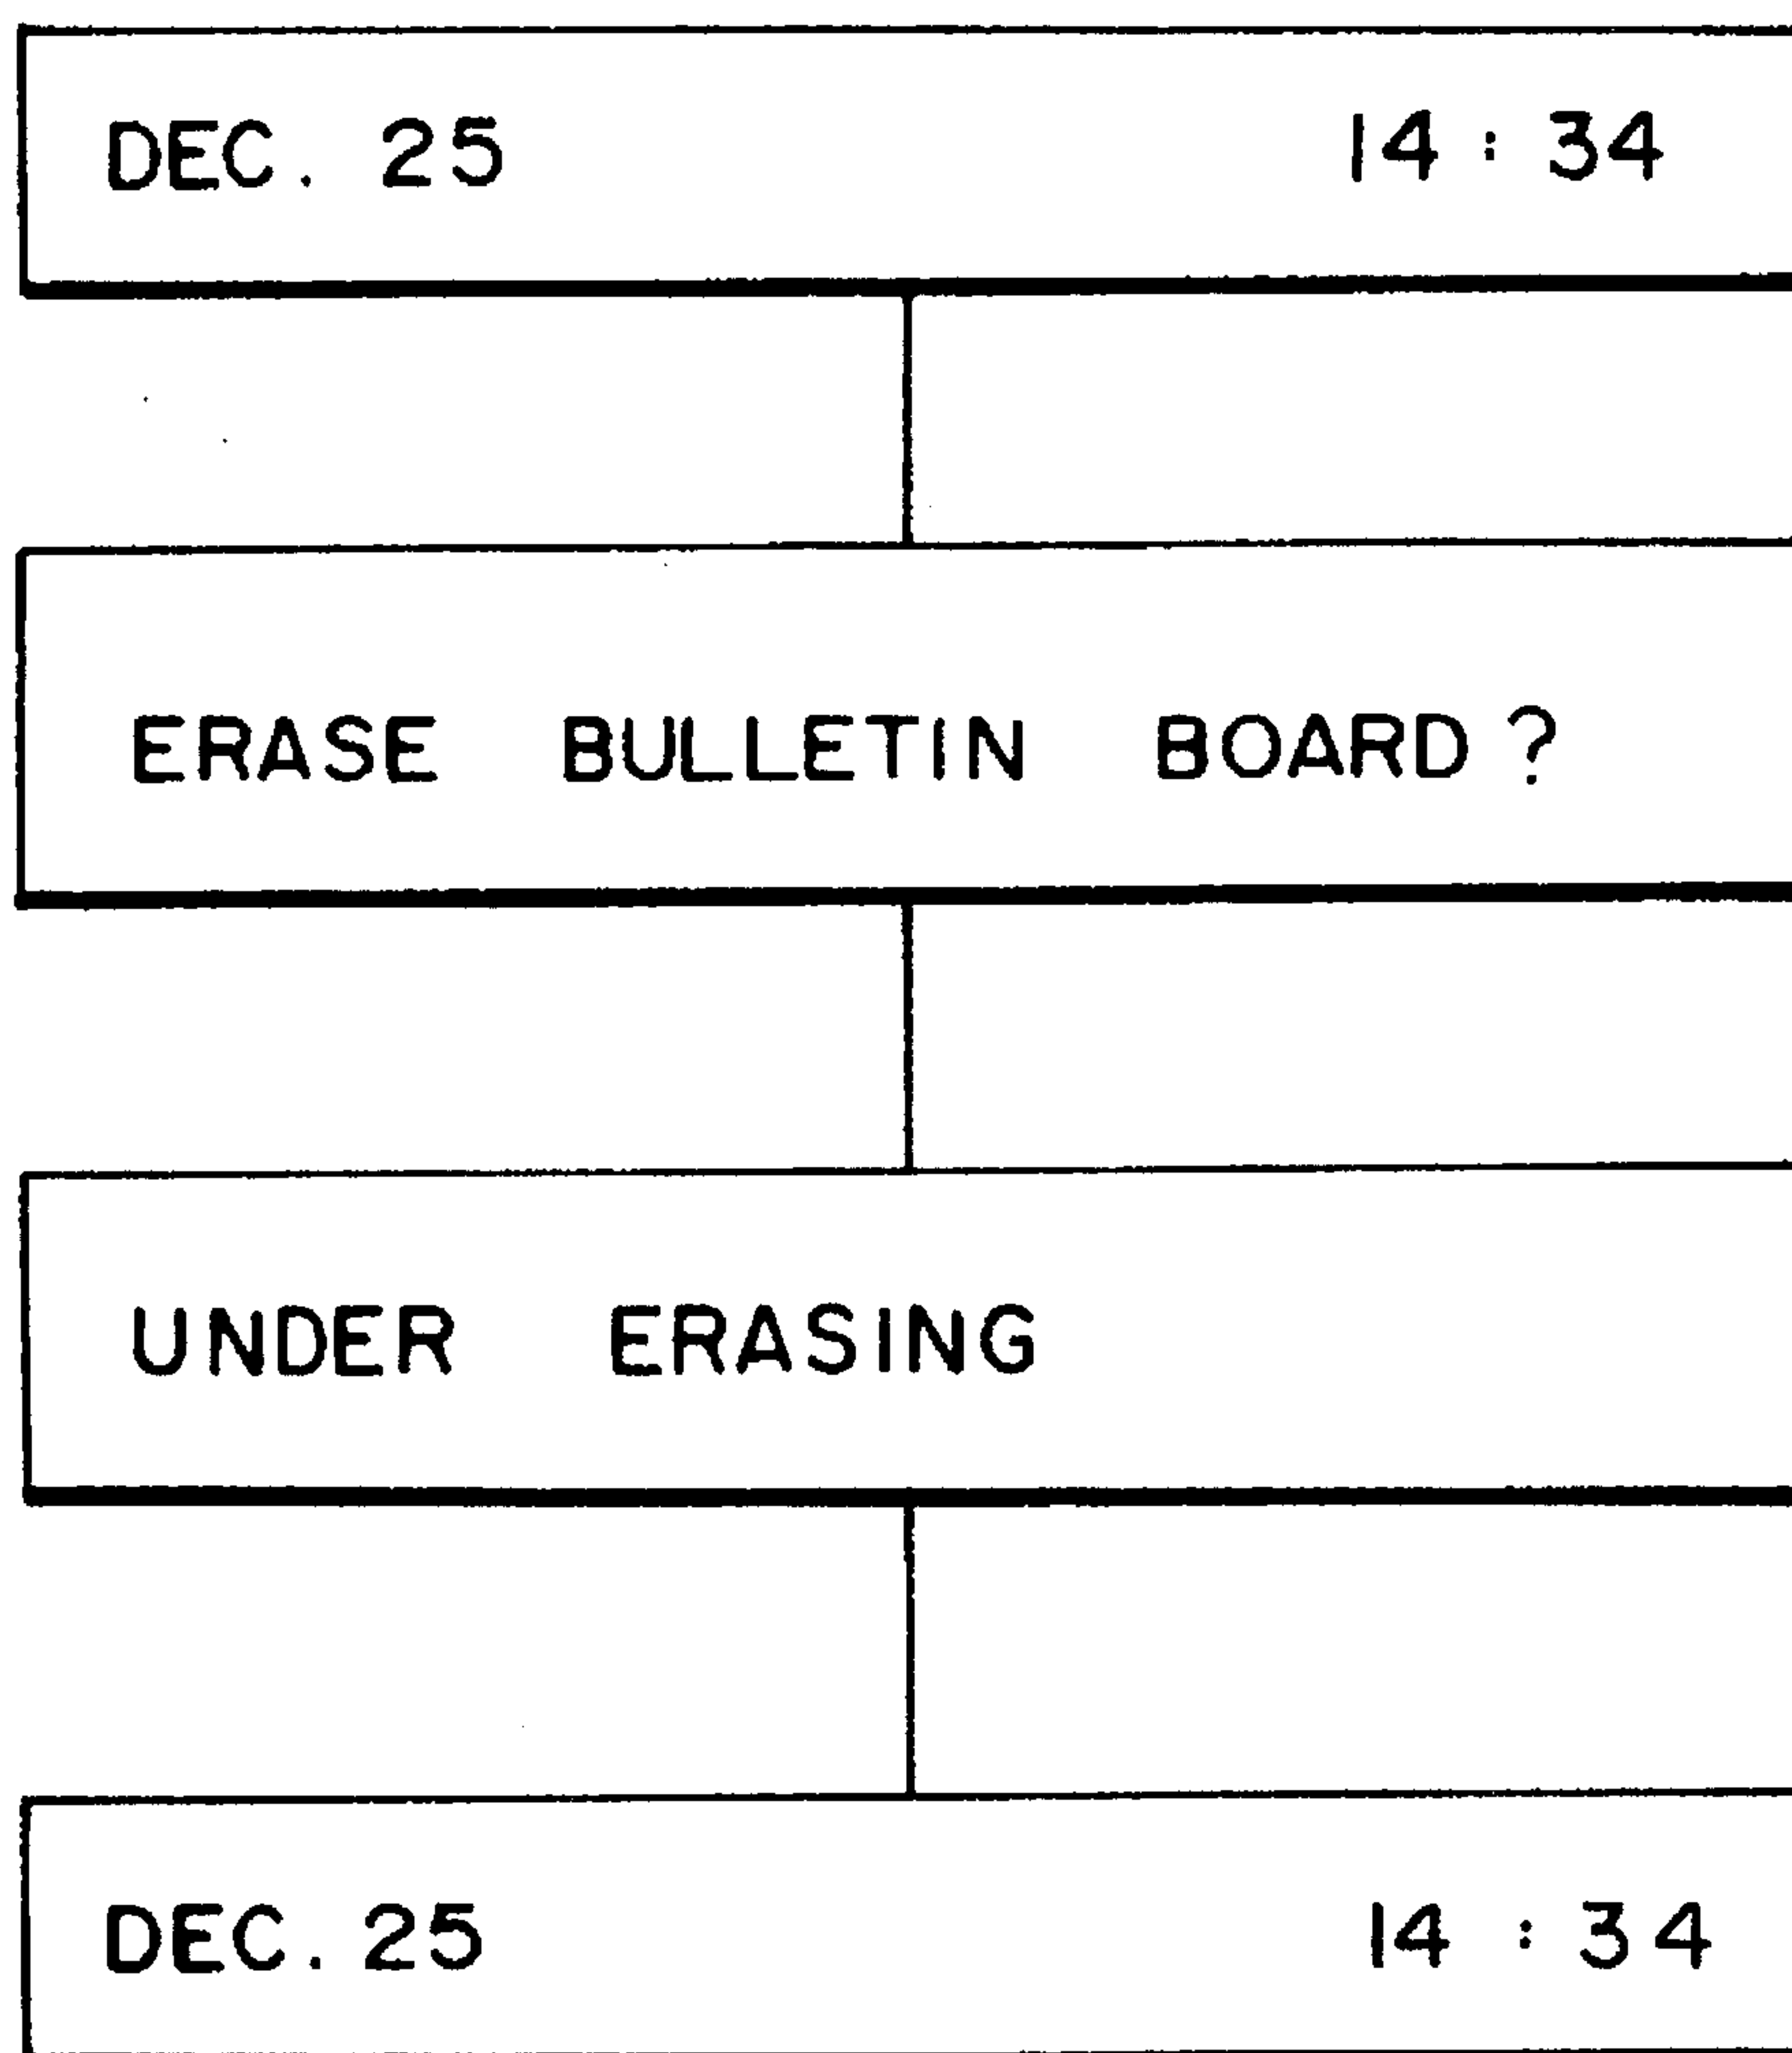 DEC. 25 14 : 34
ERASE BULLETIN BOARD ?
UNDER ERASING
DEC. 25 14 : 34